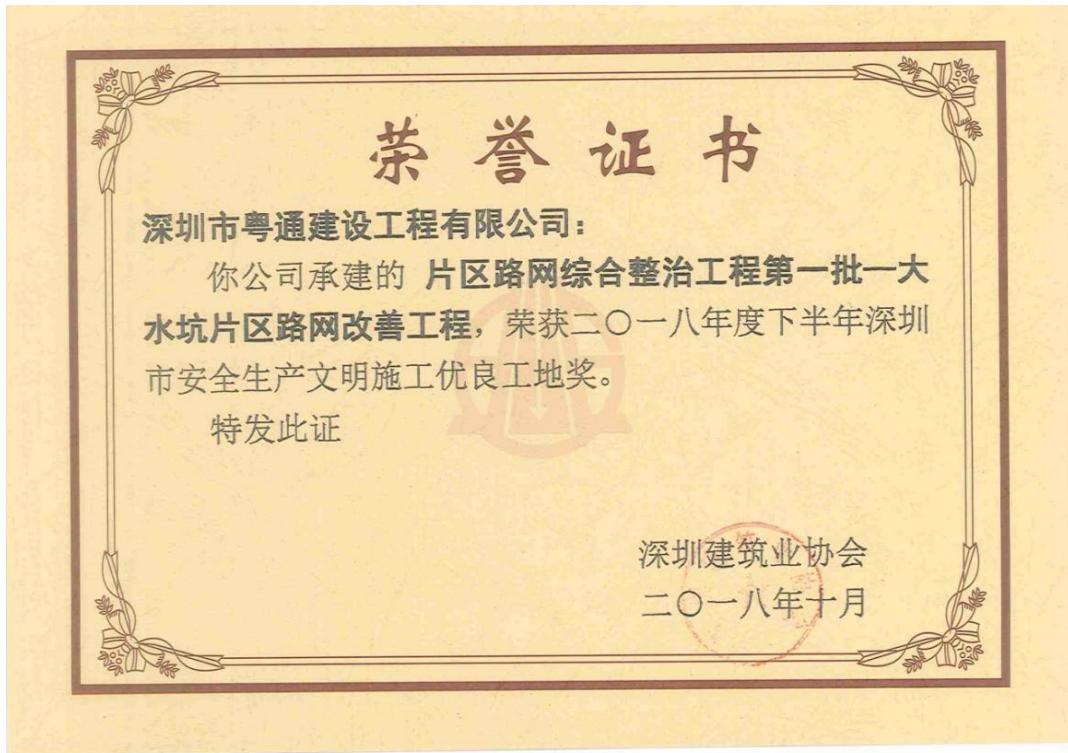 荣誉证书
深圳市粤通建设工程有限公司：
你公司承建的 片区路网综合整治工程第一批—大
水坑片区路网改善工程，荣获二〇一八年度下半年深圳
市安全生产文明施工优良工地奖。
特发此证
深圳建筑业协会
二〇一八年十月